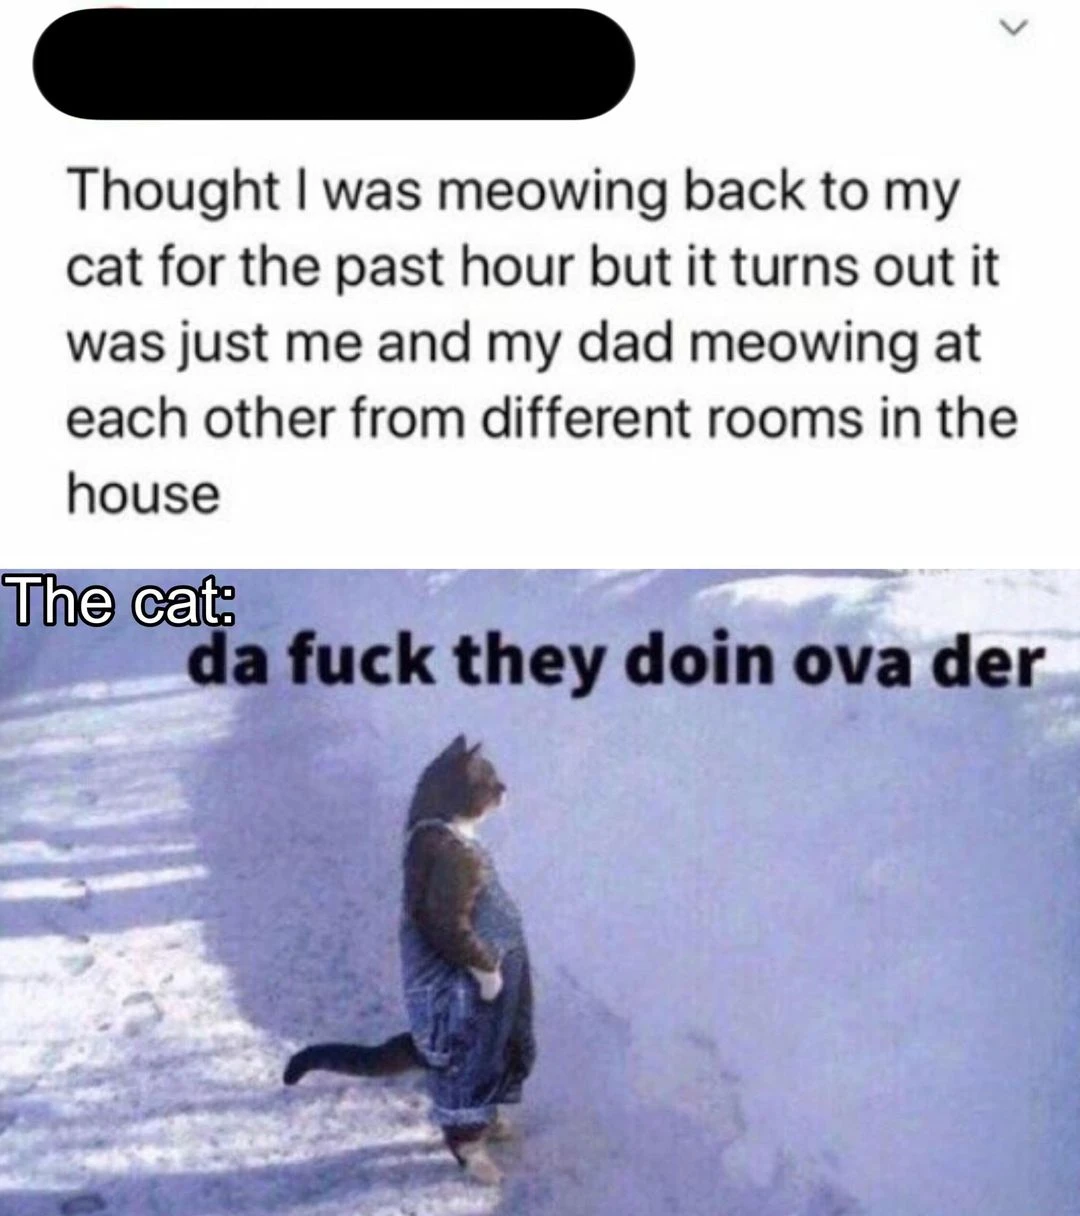 Thought I was meowing back to my
cat for the past hour but it turns out it
was just me and my dad meowing at
each other from different rooms in the
house
The cat:
da fuck they doin ova der